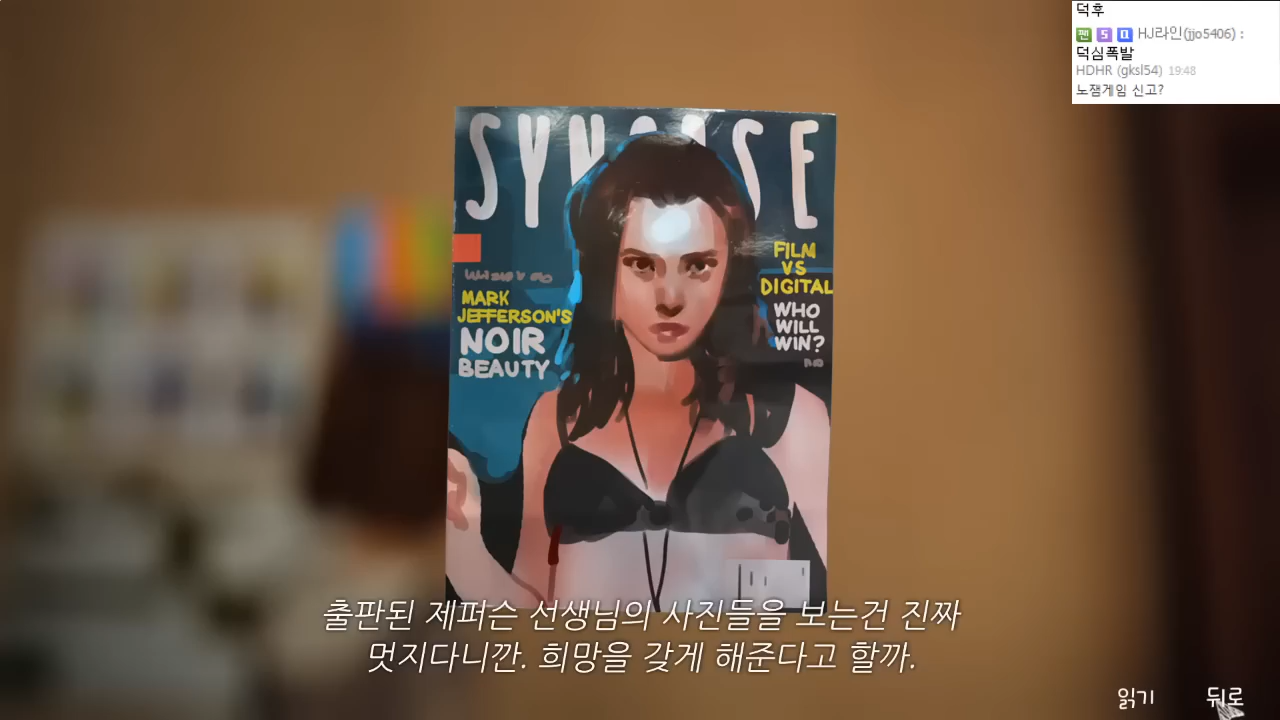 덕후
팬 5 HJ라인(jjo5406) :
덕심폭발
HDHR (gksl54) 19:48
노잼게임 신고?
MARK
JEFFERSON'S
NOIR
BEAUTY
FILM
VS
DIGITAL
WHO
WILL
WIN?
출판된 제퍼슨 선생님의 사진들을 보는건 진짜
멋지다니깐. 희망을 갖게 해준다고 할까.
읽기 뒤로